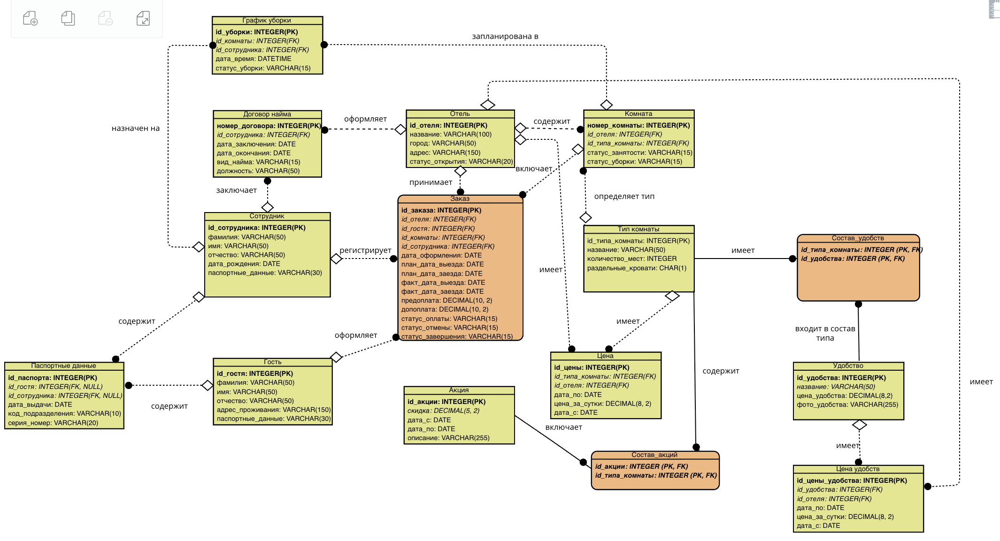 График уборки
id_уборки: INTEGER(PK)
id_комнаты: INTEGER(FK)
id_сотрудника: INTEGER(FK)
дата_время: DATETIME
статус_уборки: VARCHAR(15)
запланирована в
назначен на
Договор найма
номер_договора: INTEGER(PK)
id_сотрудника: INTEGER(FK)
дата_заключения: DATE
дата_окончания: DATE
вид_найма: VARCHAR(15)
должность: VARCHAR(50)
оформляет
Отель
id_отеля: INTEGER(PK)
название: VARCHAR(100)
город: VARCHAR(50)
адрес: VARCHAR(150)
статус_открытия: VARCHAR(20)
содержит
Комната
номер_комнаты: INTEGER(PK)
id_отеля: INTEGER(FK)
id_типа_комнаты: INTEGER(FK)
статус_занятости: VARCHAR(15)
статус_уборки: VARCHAR(15)
включает
принимает
заключает
определяет тип
Сотрудник
id_сотрудника: INTEGER(PK)
фамилия: VARCHAR(50)
имя: VARCHAR(50)
отчество: VARCHAR(50)
дата_рождения: DATE
паспортные_данные: VARCHAR(30)
регистрирует
Заказ
id_заказа: INTEGER(PK)
id_отеля: INTEGER(FK)
id_гостя: INTEGER(FK)
id_комнаты: INTEGER(FK)
id_сотрудника: INTEGER(FK)
дата_оформления: DATE
план_дата_выезда: DATE
план_дата_заезда: DATE
факт_дата_выезда: DATE
факт_дата_заезда: DATE
предоплата: DECIMAL(10, 2)
допоплата: DECIMAL(10, 2)
статус_оплаты: VARCHAR(15)
статус_отмены: VARCHAR(15)
статус_завершения: VARCHAR(15)
имеет
Тип комнаты
id_типа_комнаты: INTEGER(PK)
название: VARCHAR(50)
количество_мест: INTEGER
раздельные_кровати: CHAR(1)
имеет
Состав_удобств
id_типа_комнаты: INTEGER (PK, FK)
id_удобства: INTEGER (PK, FK)
содержит
оформляет
имеет
входит в состав
типа
Паспортные данные
id_паспорта: INTEGER(PK)
id_гостя: INTEGER(FK, NULL)
id_сотрудника: INTEGER(FK, NULL)
дата_выдачи: DATE
код_подразделения: VARCHAR(10)
серия_номер: VARCHAR(20)
содержит
Гость
id_гостя: INTEGER(PK)
фамилия: VARCHAR(50)
имя: VARCHAR(50)
отчество: VARCHAR(50)
адрес_проживания: VARCHAR(150)
паспортные_данные: VARCHAR(30)
Акция
id_акции: INTEGER(PK)
скидка: DECIMAL(5, 2)
дата_с: DATE
дата_по: DATE
описание: VARCHAR(255)
Цена
id_цены: INTEGER(PK)
id_типа_комнаты: INTEGER(FK)
id_отеля: INTEGER(FK)
дата_по: DATE
цена_за_сутки: DECIMAL(8, 2)
дата_с: DATE
содержит
включает
Удобство
id_удобства: INTEGER(PK)
название: VARCHAR(50)
цена_удобства: DECIMAL(8,2)
фото_удобства: VARCHAR(255)
имеет
имеет
Состав_акций
id_акции: INTEGER (PK, FK)
id_типа_комнаты: INTEGER (PK, FK)
Цена удобств
id_цены_удобства: INTEGER(PK)
id_удобства: INTEGER(FK)
id_отеля: INTEGER(FK)
дата_по: DATE
цена_за_сутки: DECIMAL(8, 2)
дата_с: DATE